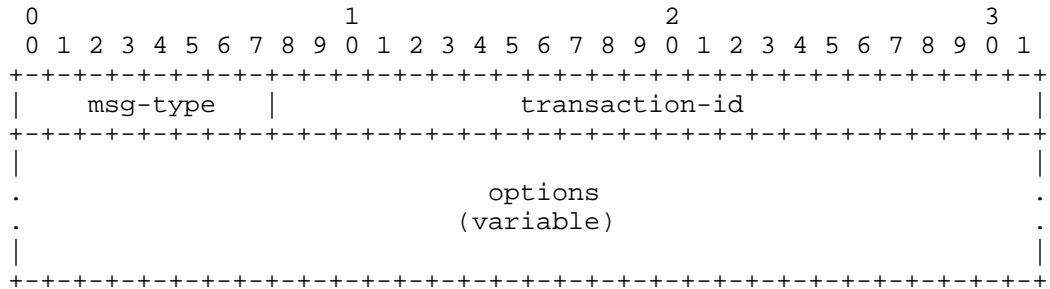 0                   1                   2                   3
 0 1 2 3 4 5 6 7 8 9 0 1 2 3 4 5 6 7 8 9 0 1 2 3 4 5 6 7 8 9 0 1
+-+-+-+-+-+-+-+-+-+-+-+-+-+-+-+-+-+-+-+-+-+-+-+-+-+-+-+-+-+-+-+-+
|    msg-type   |               transaction-id                  |
+-+-+-+-+-+-+-+-+-+-+-+-+-+-+-+-+-+-+-+-+-+-+-+-+-+-+-+-+-+-+-+-+
|                                                               |
.                            options                            .
.                           (variable)                          .
|                                                               |
+-+-+-+-+-+-+-+-+-+-+-+-+-+-+-+-+-+-+-+-+-+-+-+-+-+-+-+-+-+-+-+-+